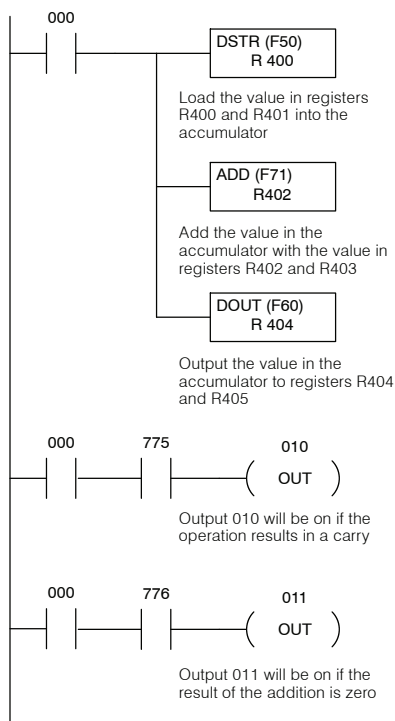 000
DSTR (F50)
R 400
Load the value in registers
R400 and R401 into the
accumulator
ADD (F71)
R402
Add the value in the
accumulator with the value in
registers R402 and R403
DOUT (F60)
R 404
Output the value in the
accumulator to registers R404
and R405
000 775 010
OUT
Output 010 will be on if the
operation results in a carry
000 776 011
OUT
Output 011 will be on if the
result of the addition is zero